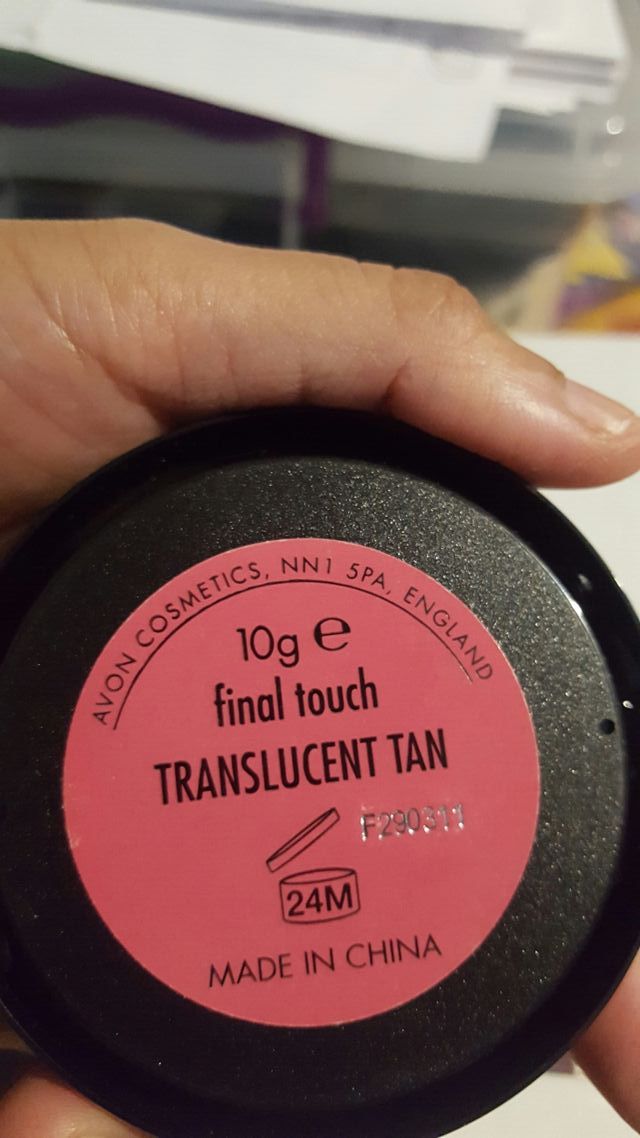 AVON COSMETICS, NN1 5PA, ENGLAND
10g e
final touch
TRANSLUCENT TAN
F290311
24M
MADE IN CHINA